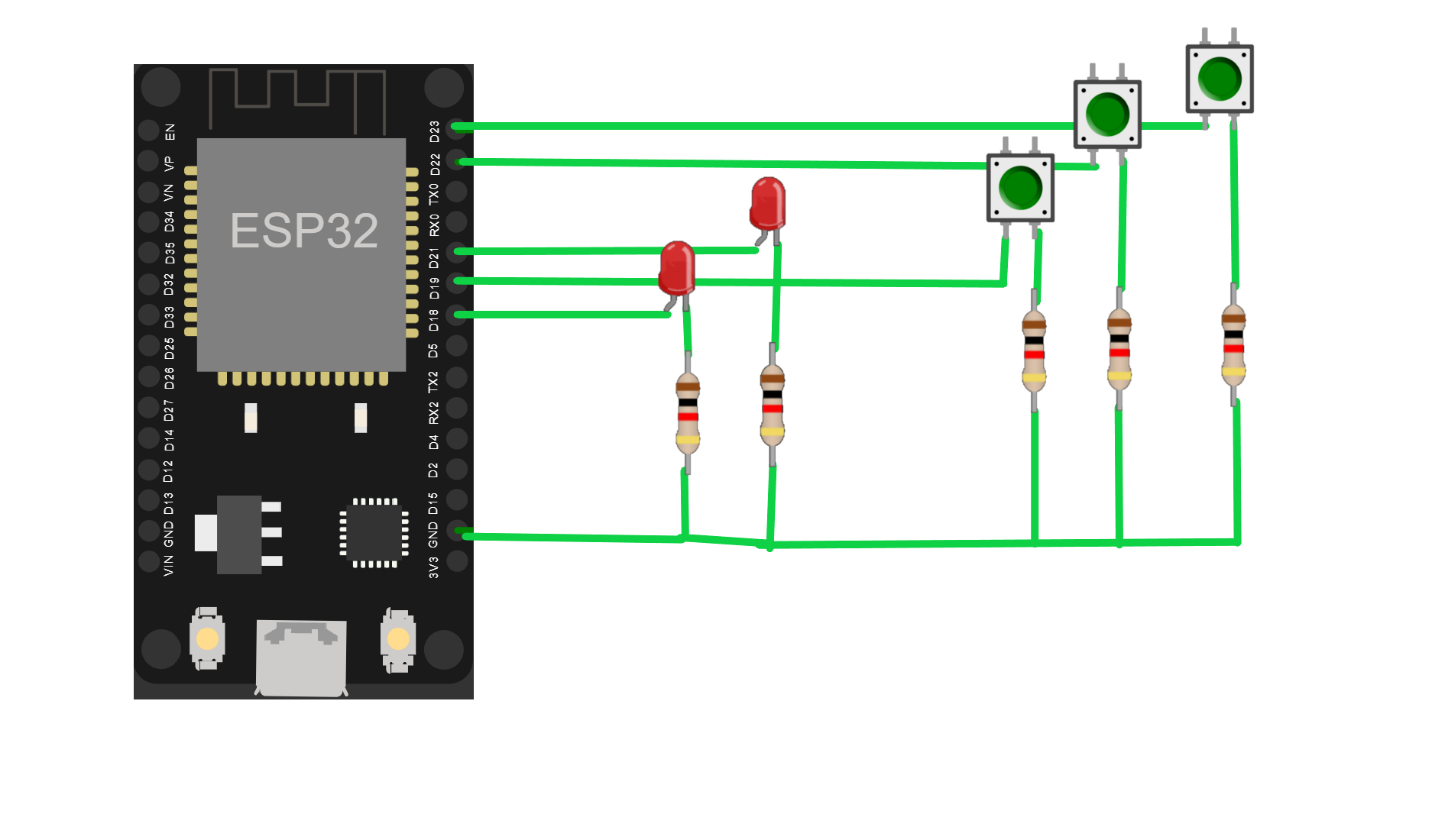 ESP32
EN
VP
VN
D34
D35
D32
D33
D25
D26
D27
D14
D12
D13
GND
VIN
D23
D22
TX0
RX0
D21
D19
D18
D5
TX2
RX2
D4
D2
D15
GND
3V3